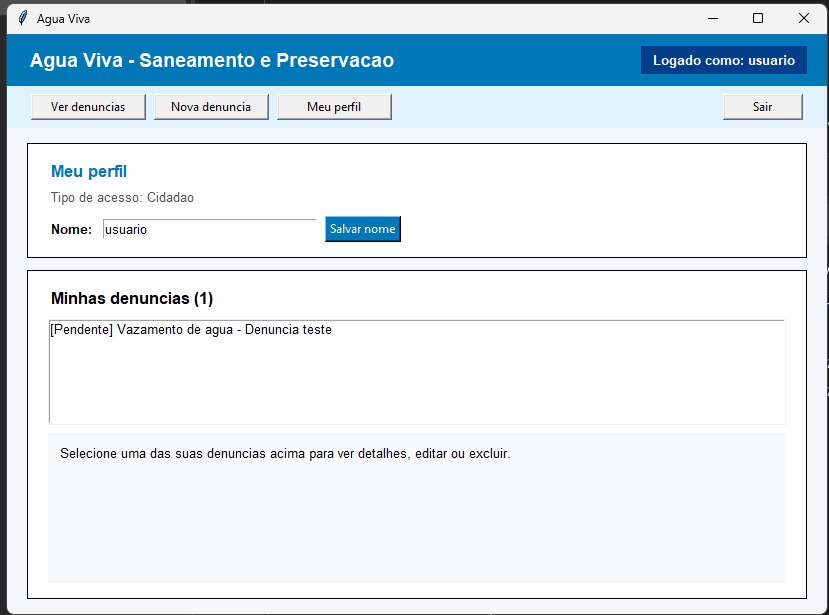 Agua Viva
Agua Viva - Saneamento e Preservacao
Logado como: usuario
Ver denuncias
Nova denuncia
Meu perfil
Sair
Meu perfil
Tipo de acesso: Cidadao
Nome:
usuario
Salvar nome
Minhas denuncias (1)
[Pendente] Vazamento de agua - Denuncia teste
Selecione uma das suas denuncias acima para ver detalhes, editar ou excluir.